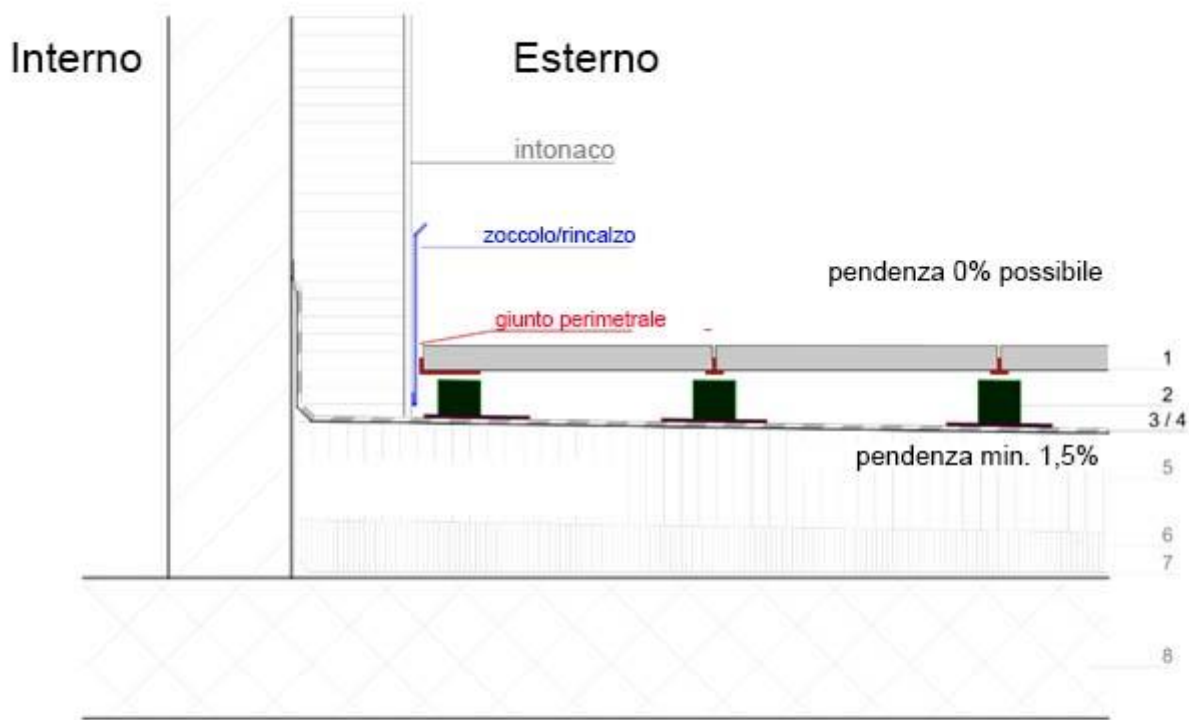 Interno
Esterno
intonaco
zoccolo/rincalzo
pendenza 0% possibile
giunto perimetrale
1
2
3 / 4
pendenza min. 1,5%
5
6
7
8